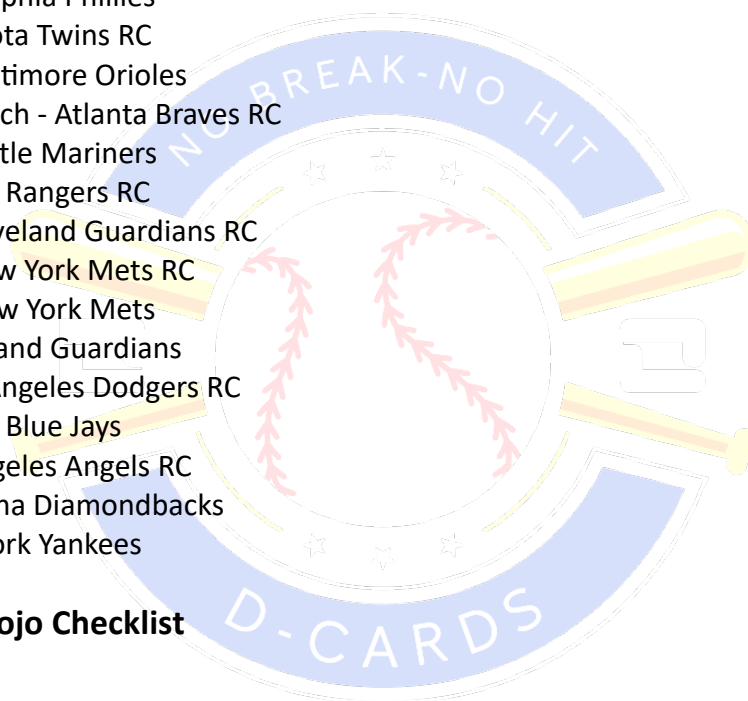 phia Phillies
ota Twins RC
timore Orioles
ch - Atlanta Braves RC
tle Mariners
Rangers RC
veland Guardians RC
w York Mets RC
w York Mets
and Guardians
Angeles Dodgers RC
Blue Jays
geles Angels RC
na Diamondbacks
ork Yankees
ojo Checklist
NO BREAK-NO HIT
D-CARDS